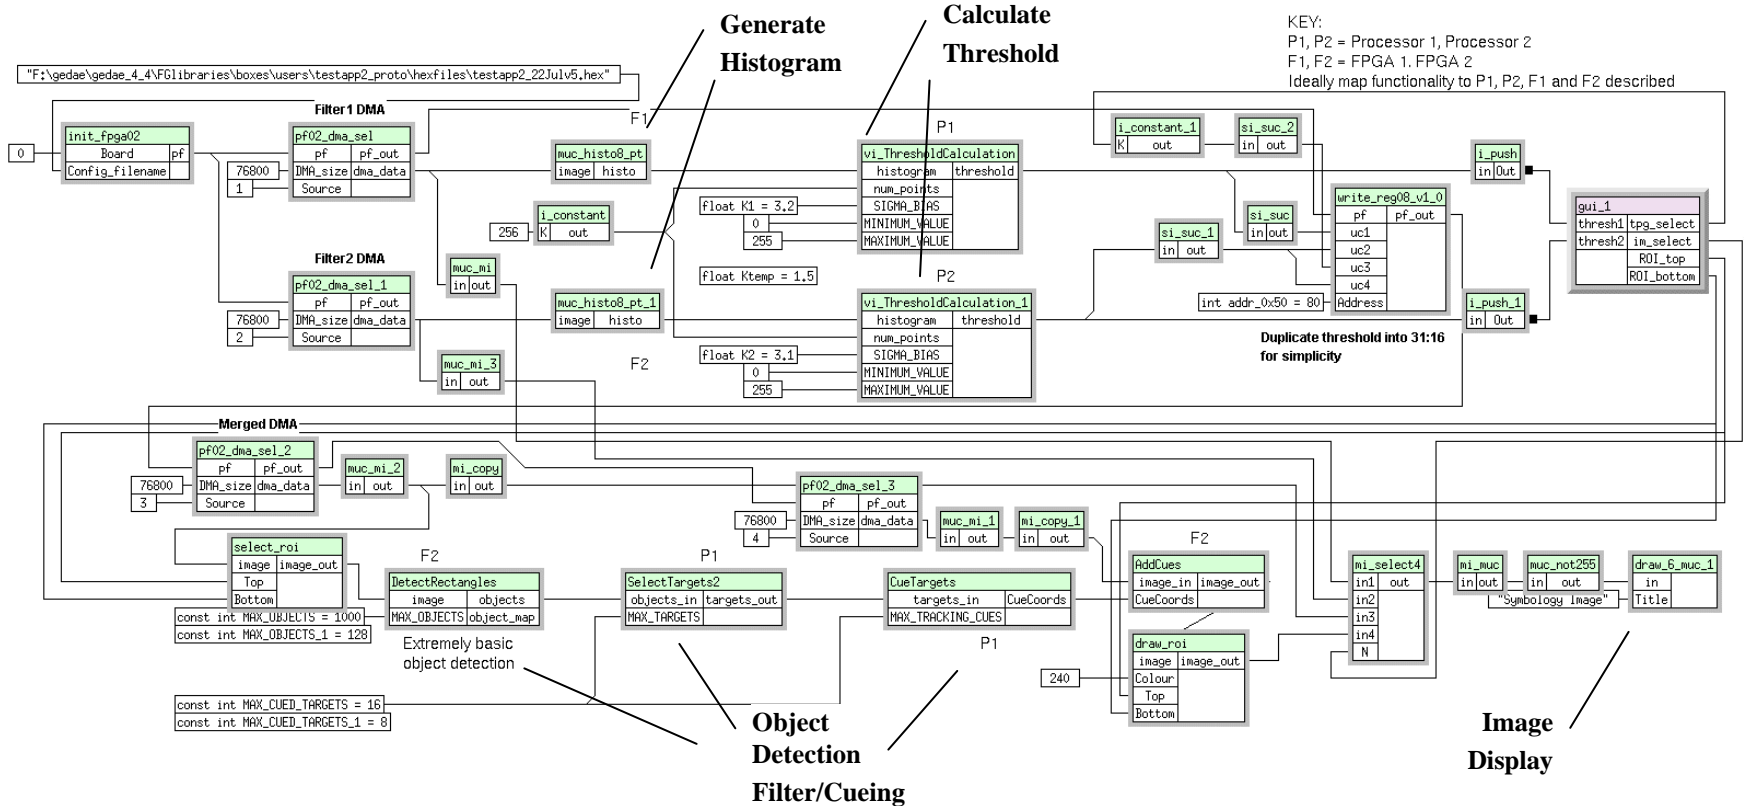 Generate
Histogram
Calculate
Threshold
KEY:
P1, P2 = Processor 1, Processor 2
F1, F2 = FPGA 1. FPGA 2
Ideally map functionality to P1, P2, F1 and F2 described
"F:\gedae\gedae_4_4\FGlibraries\boxes\users\testapp2_proto\hexfiles\testapp2_22Julv5.hex"
Filter1 DMA
0
init_fpga02
Board pf
Config_filename
pf02_dma_sel
pf pf_out
DMA_size dma_data
Source
76800
1
F1
muc_histo8_pt
image histo
i_constant
K out
256
P1
vi_ThresholdCalculation
histogram threshold
num_points
SIGMA_BIAS
MINIMUM_VALUE
MAXIMUM_VALUE
float K1 = 3.2
0
255
i_constant_1
K out
si_suc_2
in out
i_push
in Out
write_reg08_v1_0
pf pf_out
uc1
uc2
uc3
uc4
Address
si_suc
in out
si_suc_1
in out
int addr_0x50 = 80
gui_1
thresh1 tpg_select
thresh2 im_select
ROI_top
ROI_bottom
i_push_1
in Out
Duplicate threshold into 31:16
for simplicity
Filter2 DMA
pf02_dma_sel_1
pf pf_out
DMA_size dma_data
Source
76800
2
muc_mi
in out
muc_mi_3
in out
muc_histo8_pt_1
image histo
F2
float Ktemp = 1.5
P2
vi_ThresholdCalculation_1
histogram threshold
num_points
SIGMA_BIAS
MINIMUM_VALUE
MAXIMUM_VALUE
float K2 = 3.1
0
255
Merged DMA
pf02_dma_sel_2
pf pf_out
DMA_size dma_data
Source
76800
3
muc_mi_2
in out
mi_copy
in out
pf02_dma_sel_3
pf pf_out
DMA_size dma_data
Source
76800
4
muc_mi_1
in out
mi_copy_1
in out
select_roi
image image_out
Top
Bottom
const int MAX_OBJECTS = 1000
const int MAX_OBJECTS_1 = 128
F2
DetectRectangles
image objects
MAX_OBJECTS object_map
Extremely basic
object detection
P1
SelectTargets2
objects_in targets_out
MAX_TARGETS
CueTargets
targets_in CueCoords
MAX_TRACKING_CUES
P1
F2
AddCues
image_in image_out
CueCoords
draw_roi
image image_out
Colour
Top
Bottom
240
mi_select4
in1 out
in2
in3
in4
N
mi_muc
in out
muc_not255
in out
"Symbology Image"
draw_6_muc_1
in
Title
const int MAX_CUED_TARGETS = 16
const int MAX_CUED_TARGETS_1 = 8
Object
Detection
Filter/Cueing
Image
Display